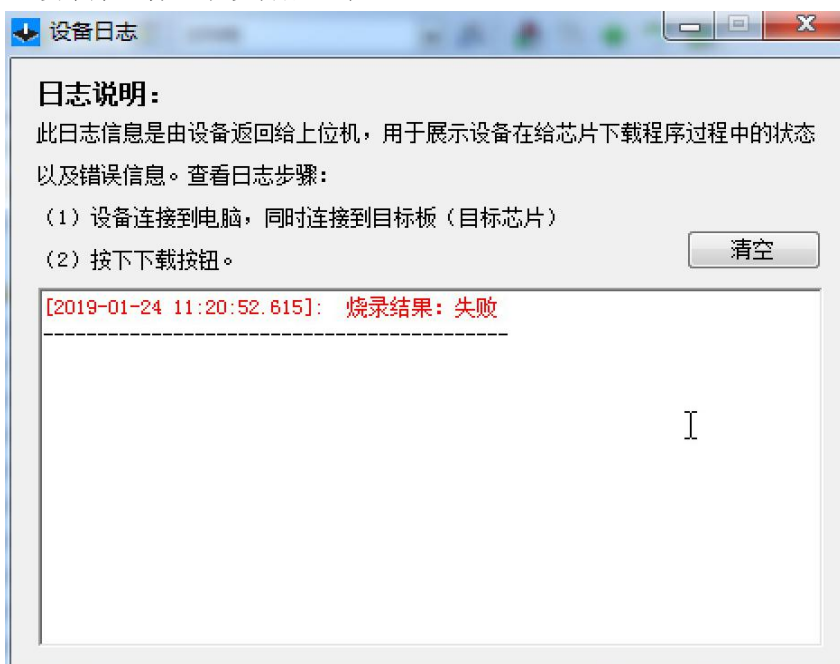 设备日志
日志说明：
此日志信息是由设备返回给上位机，用于展示设备在给芯片下载程序过程中的状态
以及错误信息。查看日志步骤：
（1）设备连接到电脑，同时连接到目标板（目标芯片）
（2）按下下载按钮。
清空
[2019-01-24 11:20:52.615]: 烧录结果：失败
--------------------------------------------